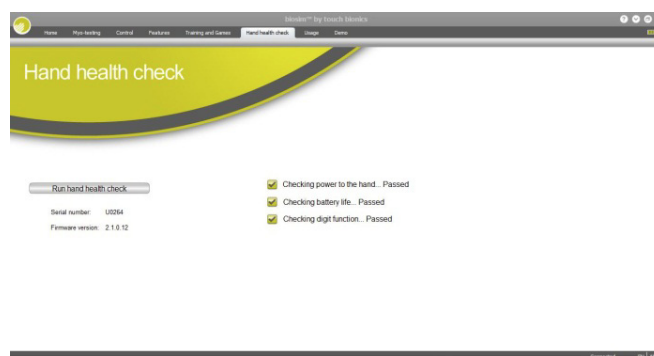 biosim™ by touch bionics
Home Myo-testing Control Features Training and Games Hand health check Usage Demo
Hand health check
Run hand health check
Serial number: U0264
Firmware version: 2.1.0.12
Checking power to the hand... Passed
Checking battery life... Passed
Checking digit function... Passed